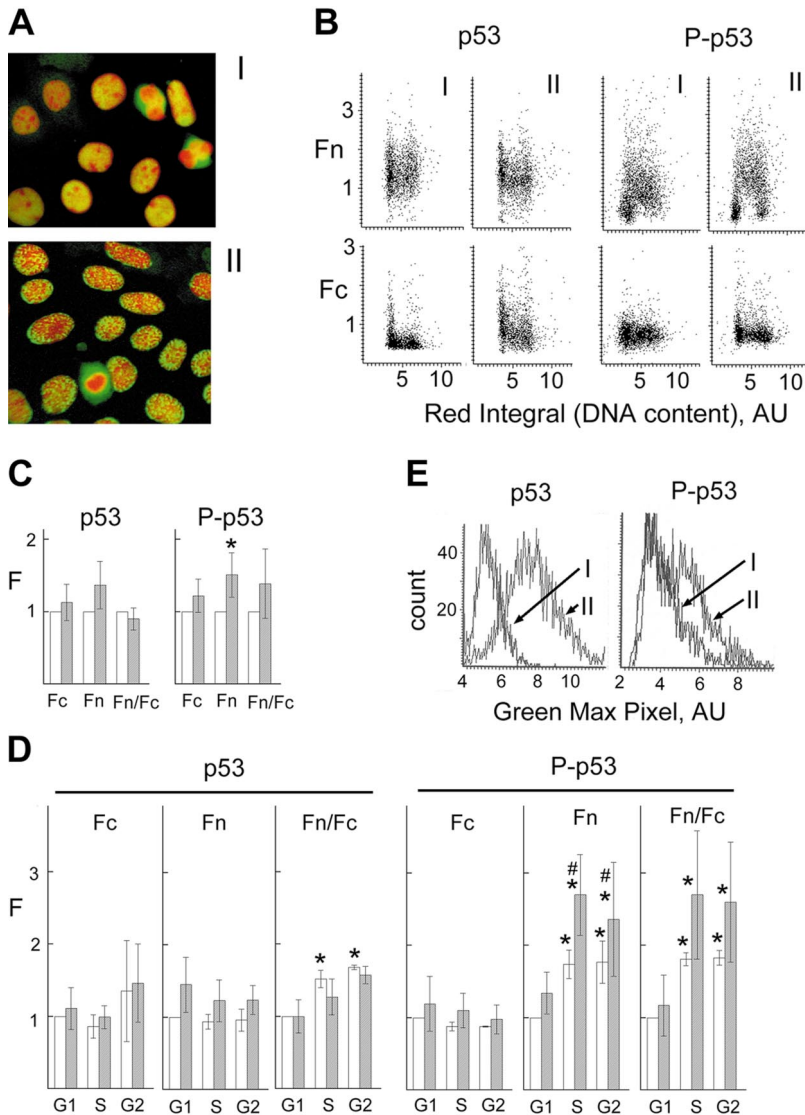 A
I
II
B
p53 P-p53
I II I II
3
Fn
1
3
Fc
1
5 10 5 10 5 10 5 10
Red Integral (DNA content), AU
C
p53 P-p53
2
*
F
1
Fc Fn Fn/Fc Fc Fn Fn/Fc
E
p53 P-p53
40
count
20
I
II
I
II
4 6 8 10 2 4 6 8
Green Max Pixel, AU
D
p53 P-p53
Fc Fn Fn/Fc Fc Fn Fn/Fc
3
F
2
1
* * * # * * # * * * * *
G1 S G2 G1 S G2 G1 S G2 G1 S G2 G1 S G2 G1 S G2